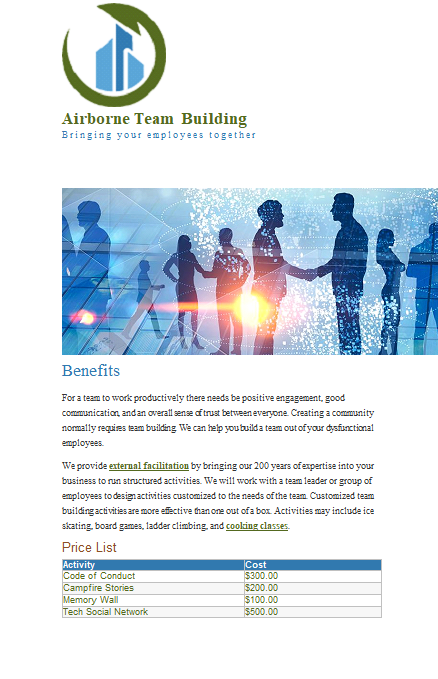 Airborne Team Building
Bringing your employees together
Benefits
For a team to work productively there needs be positive engagement, good
communication, and an overall sense of trust between everyone. Creating a community
normally requires team building. We can help you build a team out of your dysfunctional
employees.
We provide external facilitation by bringing our 200 years of expertise into your
business to run structured activities. We will work with a team leader or group of
employees to design activities customized to the needs of the team. Customized team
building activities are more effective than one out of a box. Activities may include ice
skating, board games, ladder climbing, and cooking classes.
Price List
Activity Cost
Code of Conduct $300.00
Campfire Stories $200.00
Memory Wall $100.00
Tech Social Network $500.00